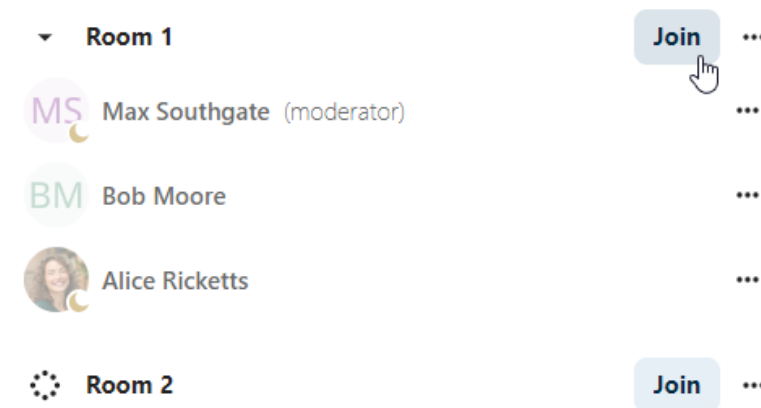 Room 1 Join
MS Max Southgate (moderator)
BM Bob Moore
Alice Ricketts
Room 2 Join